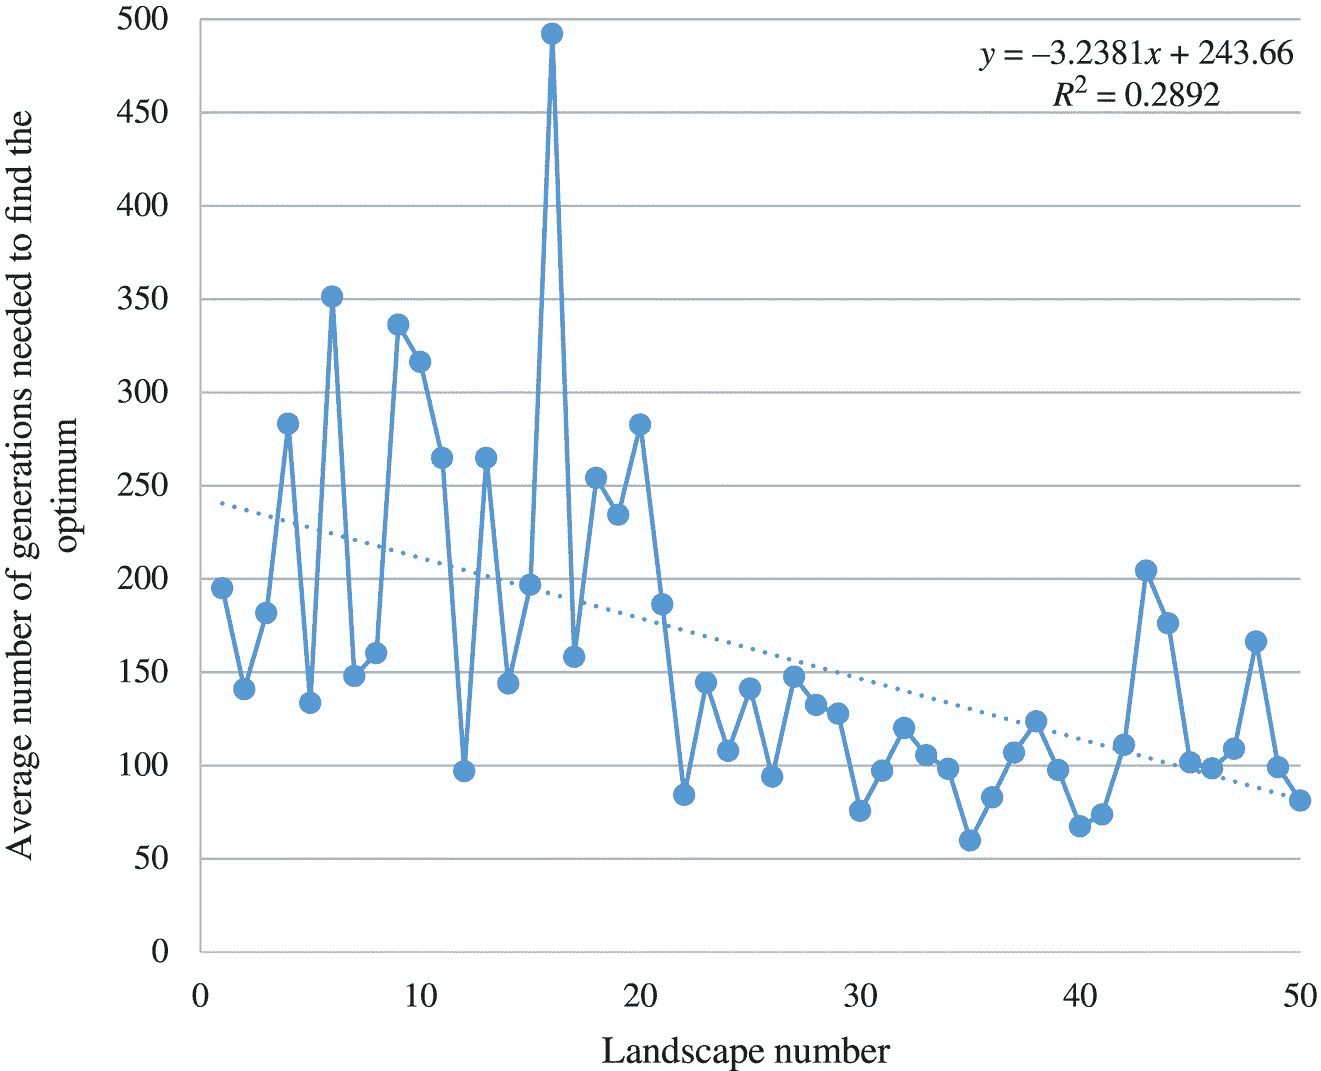 500
450
400
350
300
250
200
150
100
50
0
y = –3.2381x + 243.66
R² = 0.2892
Average number of generations needed to find the
optimum
0 10 20 30 40 50
Landscape number